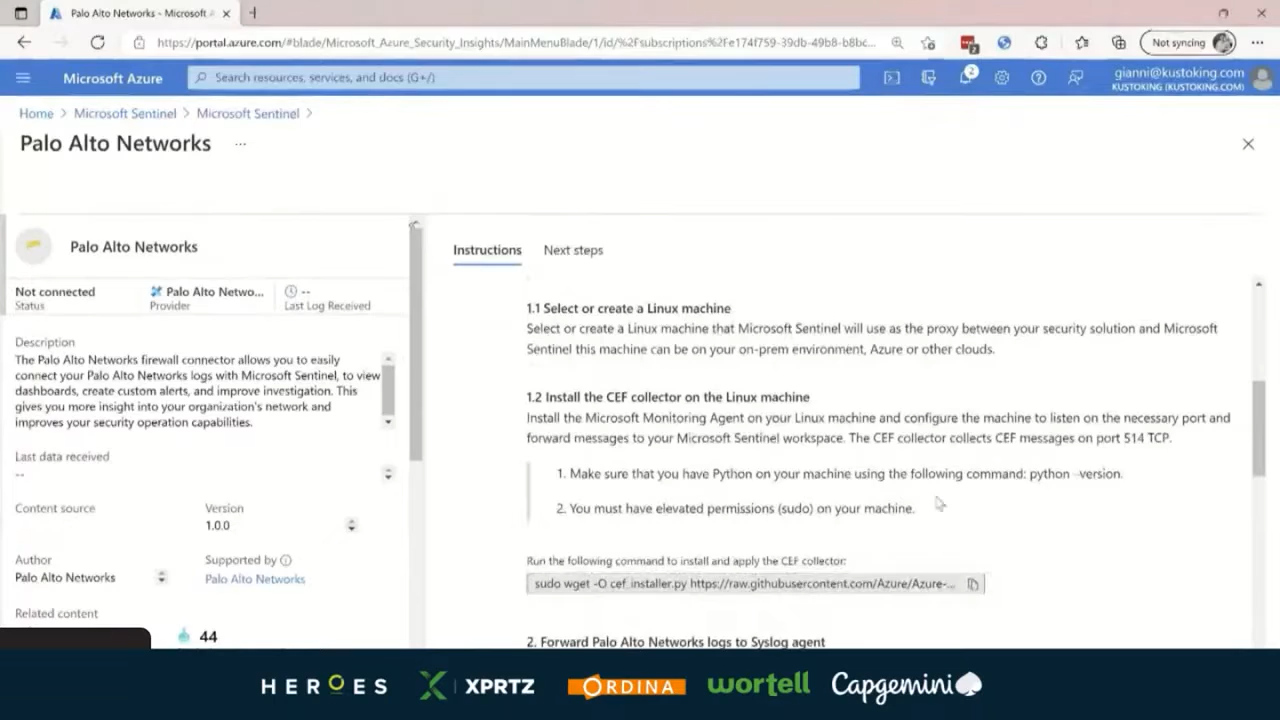 Palo Alto Networks - Microsoft A
https://portal.azure.com/#blade/Microsoft_Azure_Security_Insights/MainMenuBlade/1/id/%2fsubscriptions%2fe174f759-39db-49b8-b8bc...
Not syncing
Microsoft Azure
Search resources, services, and docs (G+/)
2
gianni@kustoking.com
KUSTOKING (KUSTOKING.COM)
Home > Microsoft Sentinel > Microsoft Sentinel >
Palo Alto Networks ...
Palo Alto Networks
Not connected
Status
Palo Alto Netwo...
Provider
--
Last Log Received
Description
The Palo Alto Networks firewall connector allows you to easily
connect your Palo Alto Networks logs with Microsoft Sentinel, to view
dashboards, create custom alerts, and improve investigation. This
gives you more insight into your organization's network and
improves your security operation capabilities.
Last data received
--
Content source
Version
1.0.0
Author
Palo Alto Networks
Supported by
Palo Alto Networks
Related content
44
Instructions
Next steps
1.1 Select or create a Linux machine
Select or create a Linux machine that Microsoft Sentinel will use as the proxy between your security solution and Microsoft
Sentinel this machine can be on your on-prem environment, Azure or other clouds.
1.2 Install the CEF collector on the Linux machine
Install the Microsoft Monitoring Agent on your Linux machine and configure the machine to listen on the necessary port and
forward messages to your Microsoft Sentinel workspace. The CEF collector collects CEF messages on port 514 TCP.
1. Make sure that you have Python on your machine using the following command: python -version.
2. You must have elevated permissions (sudo) on your machine.
Run the following command to install and apply the CEF collector:
sudo wget -O cef_installer.py https://raw.githubusercontent.com/Azure/Azure-...
2. Forward Palo Alto Networks logs to Syslog agent
HEROES
XPRTZ
ORDINA
wortell
Capgemini